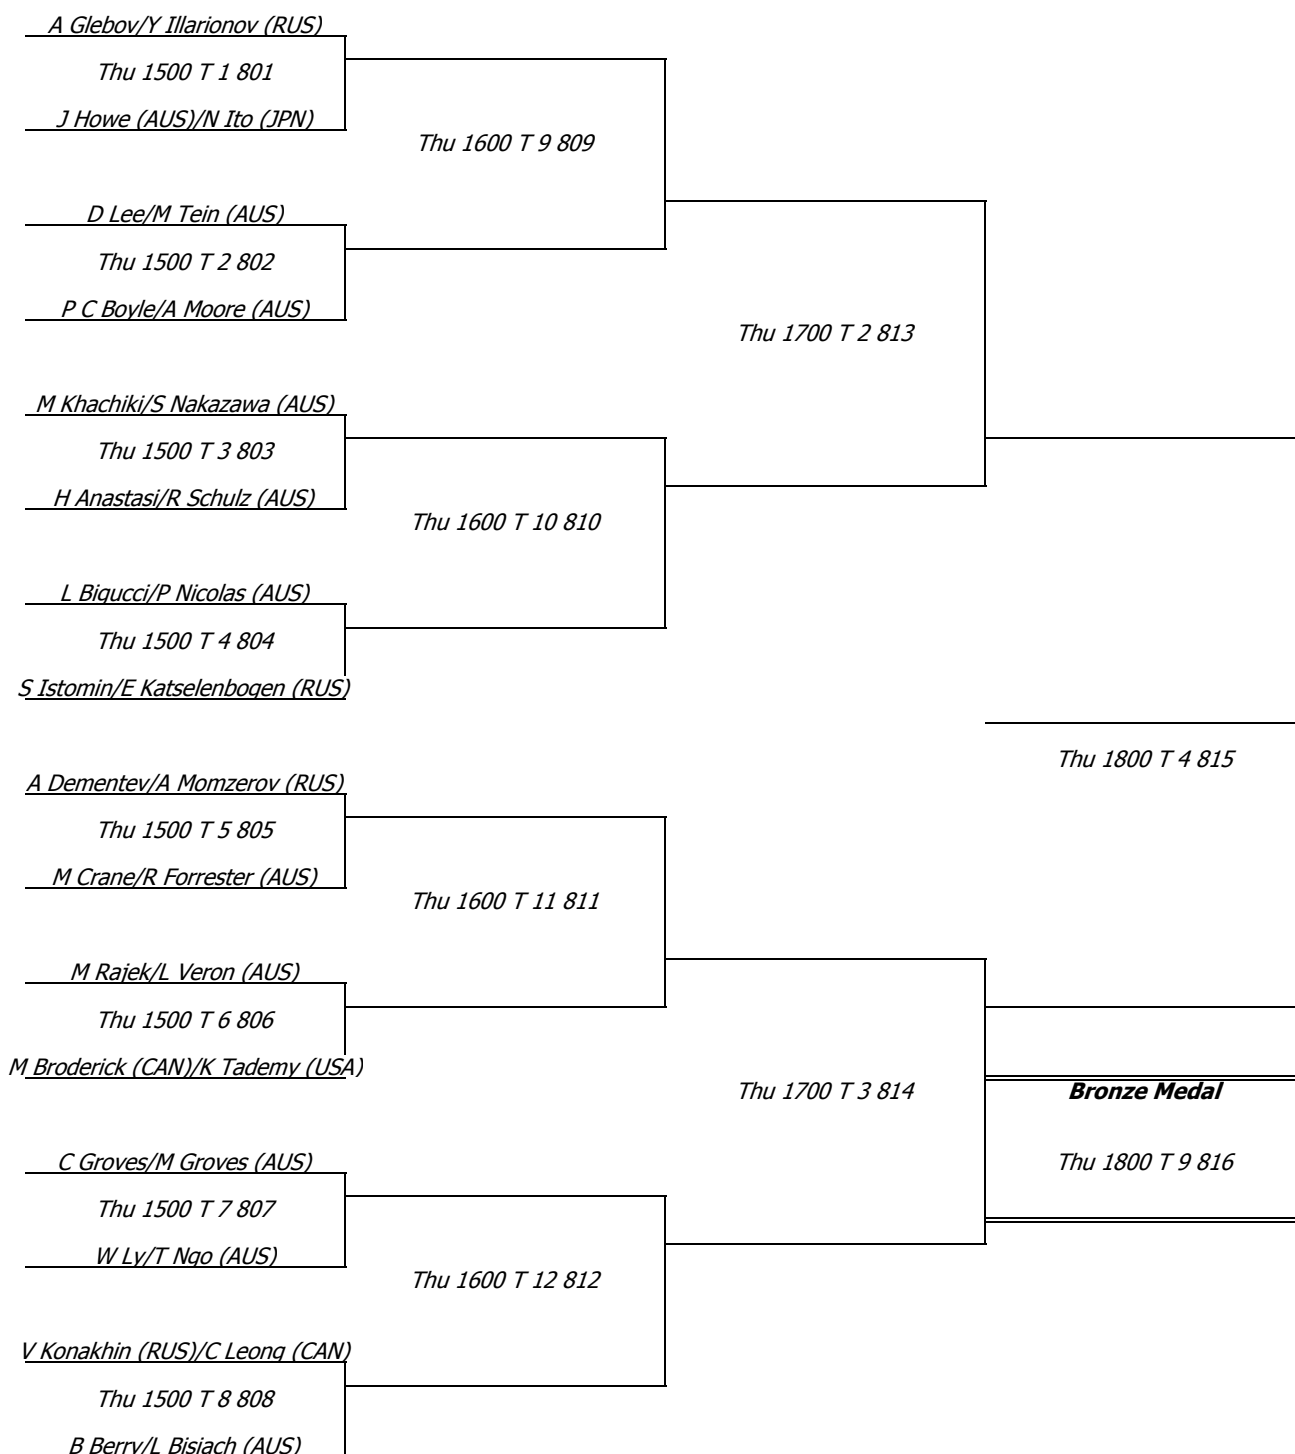 A Glebov/Y Illarionov (RUS)
Thu 1500 T 1 801
J Howe (AUS)/N Ito (JPN)
Thu 1600 T 9 809
D Lee/M Tein (AUS)
Thu 1500 T 2 802
P C Boyle/A Moore (AUS)
Thu 1700 T 2 813
M Khachiki/S Nakazawa (AUS)
Thu 1500 T 3 803
H Anastasi/R Schulz (AUS)
Thu 1600 T 10 810
L Bigucci/P Nicolas (AUS)
Thu 1500 T 4 804
S Istomin/E Katselenbogen (RUS)
Thu 1800 T 4 815
A Dementev/A Momzerov (RUS)
Thu 1500 T 5 805
M Crane/R Forrester (AUS)
Thu 1600 T 11 811
M Rajek/L Veron (AUS)
Thu 1500 T 6 806
M Broderick (CAN)/K Tademy (USA)
Thu 1700 T 3 814
Bronze Medal
C Groves/M Groves (AUS)
Thu 1800 T 9 816
Thu 1500 T 7 807
W Ly/T Ngo (AUS)
Thu 1600 T 12 812
V Konakhin (RUS)/C Leong (CAN)
Thu 1500 T 8 808
B Berry/L Bisiach (AUS)